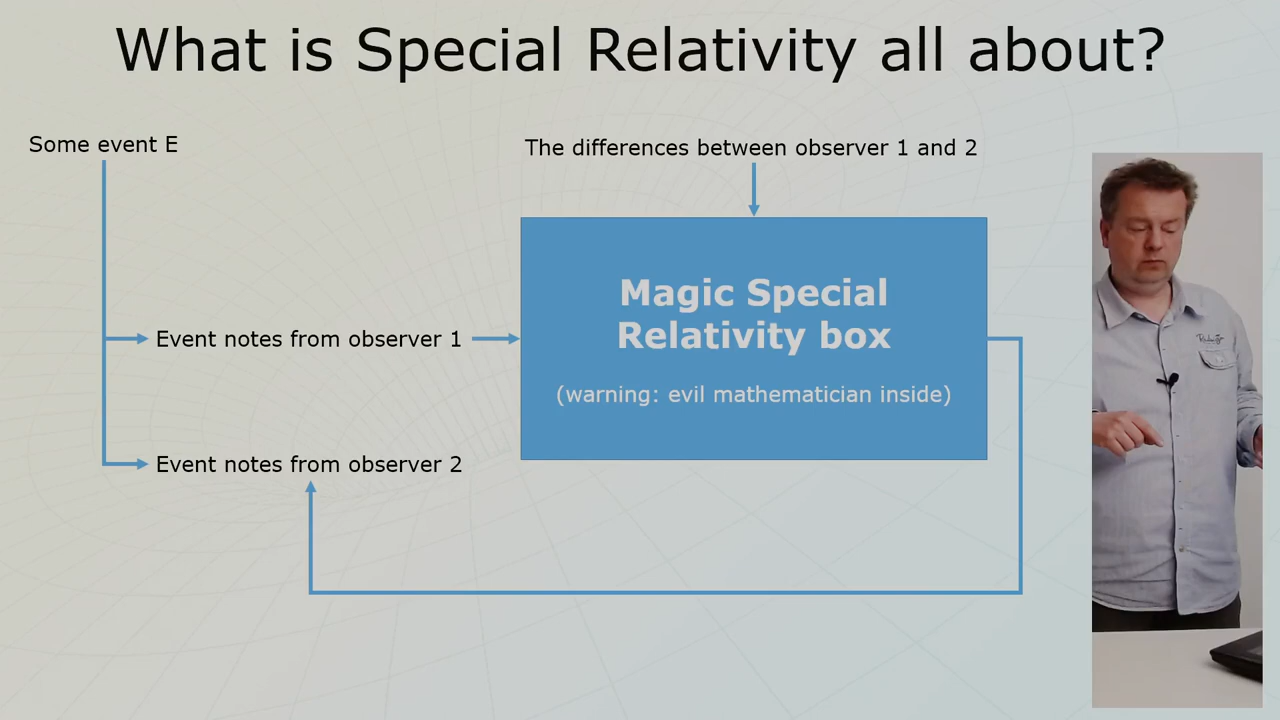 What is Special Relativity all about?
Some event E
The differences between observer 1 and 2
Magic Special
Relativity box
(warning: evil mathematician inside)
Event notes from observer 1
Event notes from observer 2